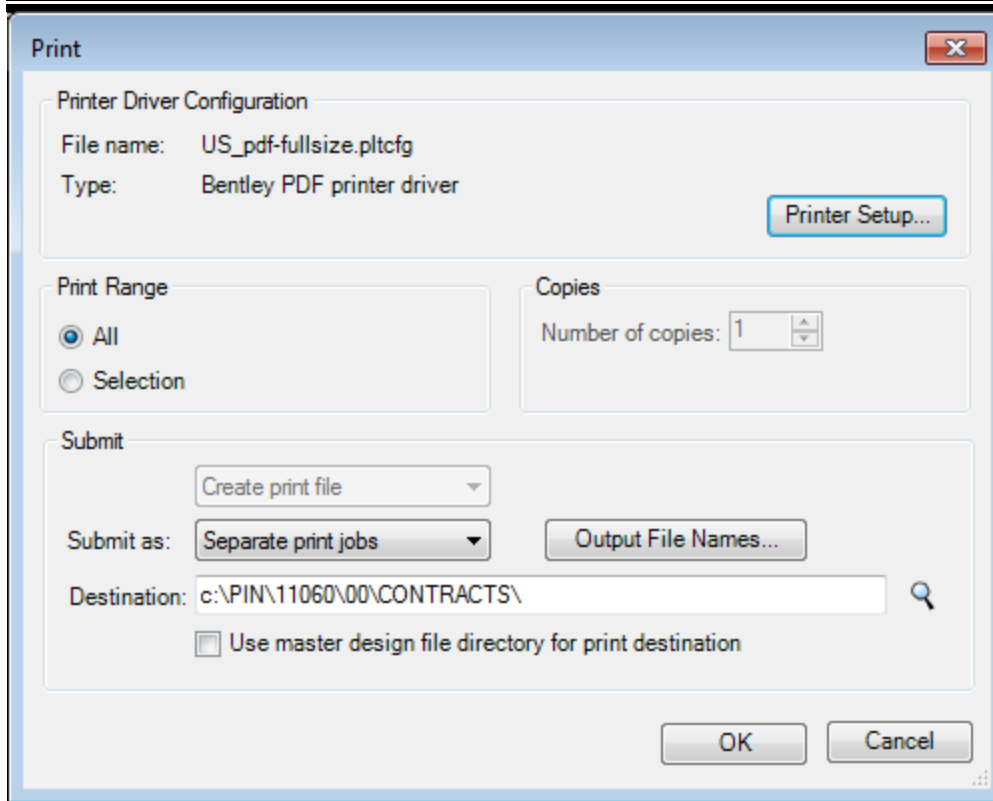 Print
Printer Driver Configuration
File name: US_pdf-fullsize.pltcfg
Type: Bentley PDF printer driver
Printer Setup...
Print Range
All
Selection
Copies
Number of copies: 1
Submit
Create print file
Submit as: Separate print jobs
Output File Names...
Destination: c:\PIN\11060\00\CONTRACTS\
Use master design file directory for print destination
OK
Cancel